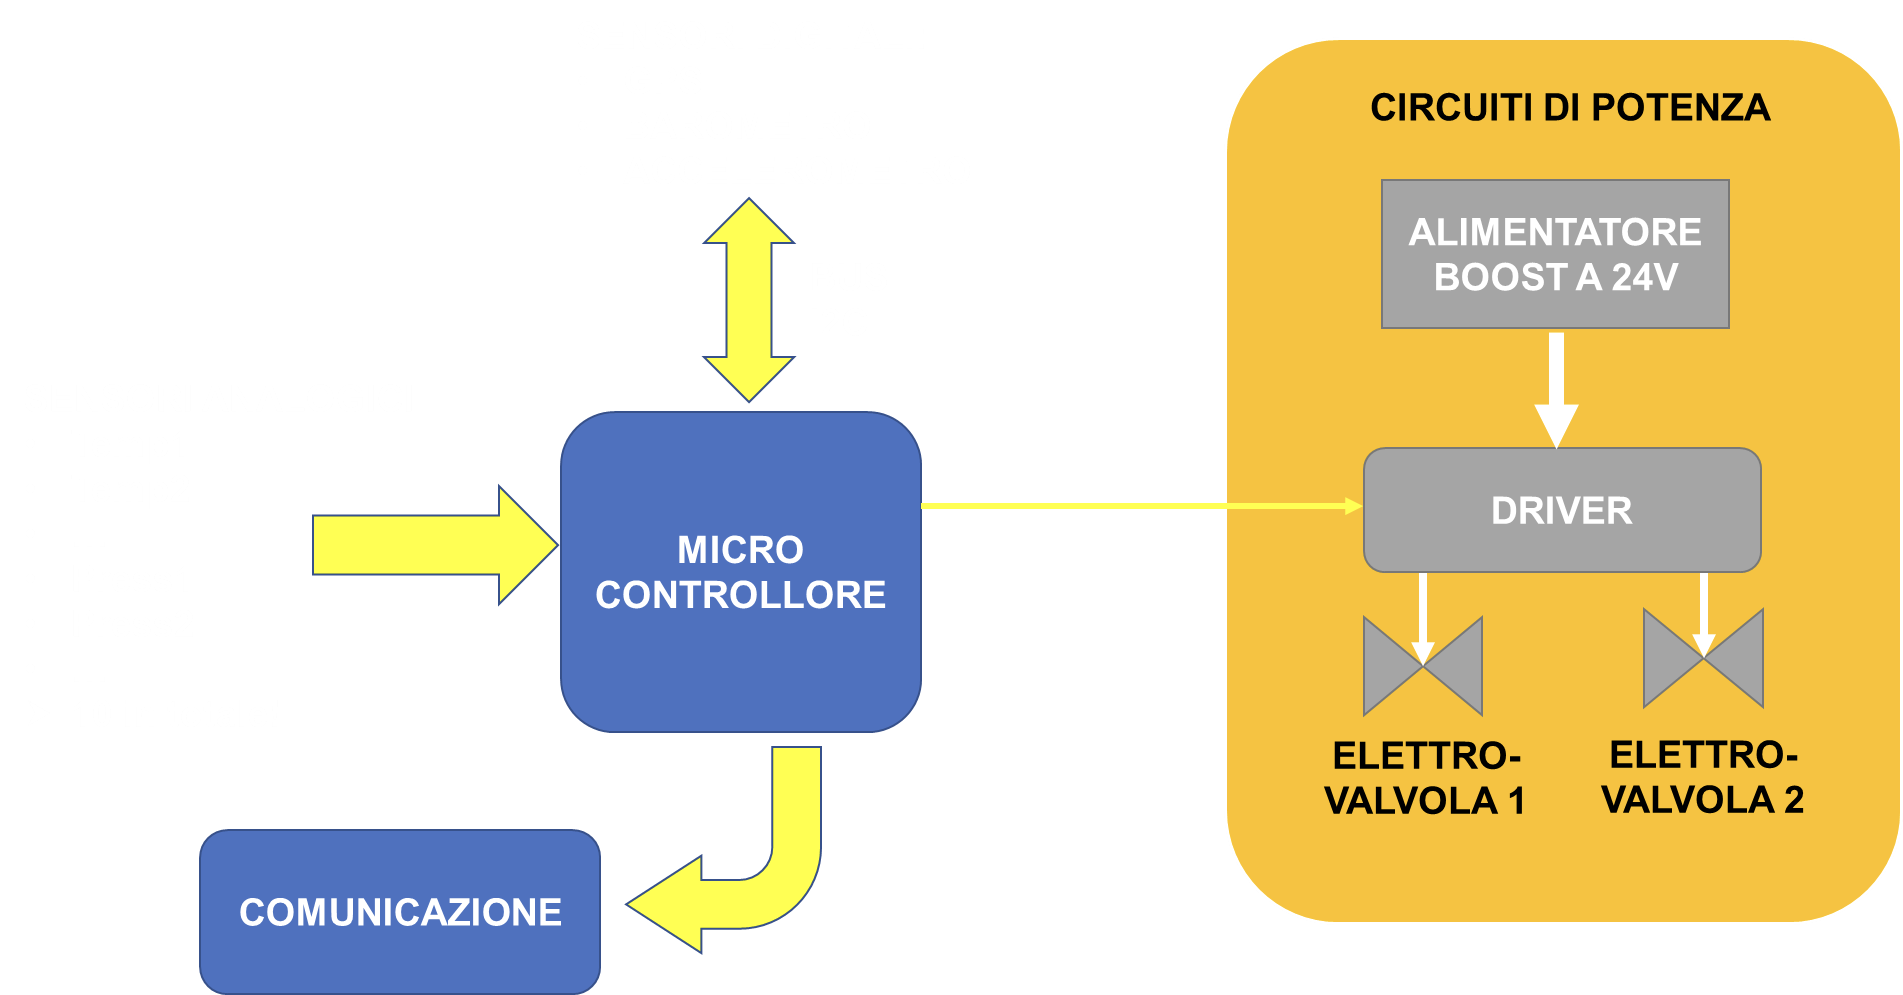 CIRCUITI DI POTENZA
ALIMENTATORE
BOOST A 24V
DRIVER
MICRO
CONTROLLORE
ELETTRO-
VALVOLA 1
ELETTRO-
VALVOLA 2
COMUNICAZIONE